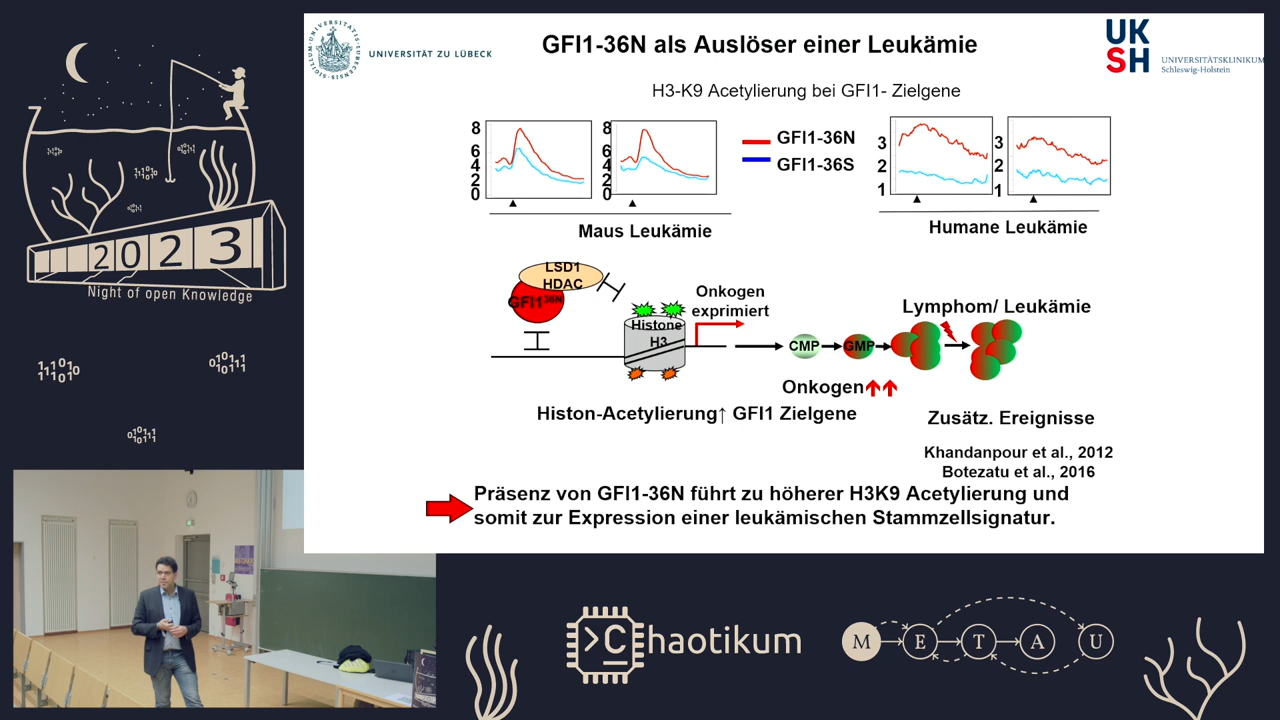 UNIVERSITÄT ZU LÜBECK
GFI1-36N als Auslöser einer Leukämie
UK
SH
UNIVERSITÄTSKLINIKUM
Schleswig-Holstein
H3-K9 Acetylierung bei GFI1- Zielgene
8
6
4
2
0
8
6
4
2
0
GFI1-36N
GFI1-36S
3
2
1
3
2
1
Maus Leukämie
Humane Leukämie
LSD1
HDAC
GFI136N
Histone
H3
Onkogen
exprimiert
CMP
GMP
Lymphom/ Leukämie
Onkogen
Histon-Acetylierung↑ GFI1 Zielgene
Zusätz. Ereignisse
Khandanpour et al., 2012
Botezatu et al., 2016
Präsenz von GFI1-36N führt zu höherer H3K9 Acetylierung und
somit zur Expression einer leukämischen Stammzellsignatur.
2023
Night of open Knowledge
>Chaotikum
M E T A U